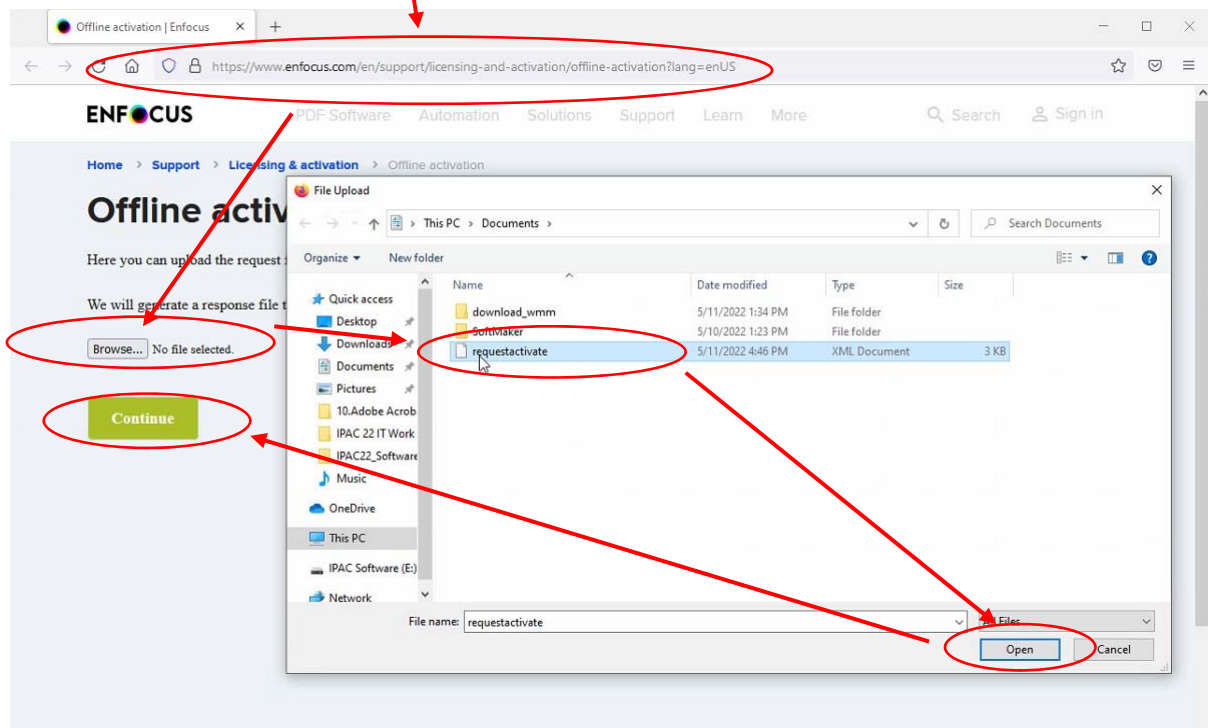 Offline activation | Enfocus
https://www.enfocus.com/en/support/licensing-and-activation/offline-activation?lang=enUS
ENFOCUS
PDF Software Automation Solutions Support Learn More Search Sign in
Home > Support > Licensing & activation > Offline activation
Offline activ
Here you can upload the request
We will generate a response file t
Browse... No file selected.
Continue
File Upload
This PC > Documents >
Search Documents
Organize New folder
Name Date modified Type Size
Quick access
Desktop
Downloads
Documents
Pictures
10.Adobe Acrob
IPAC 22 IT Work
IPAC22_Software
Music
OneDrive
This PC
IPAC Software (E:)
Network
download_wmm 5/11/2022 1:34 PM File folder
SoftMaker 5/10/2022 1:23 PM File folder
requestactivate 5/11/2022 4:46 PM XML Document 3 KB
File name: requestactivate
All Files
Open Cancel